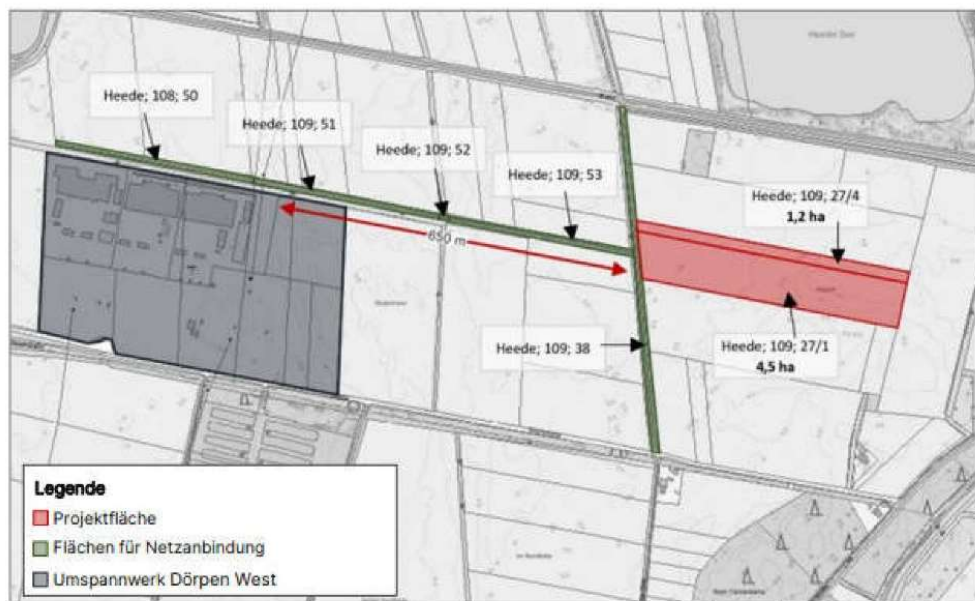 Heede; 108; 50
Heede; 109; 51
Heede; 109; 52
Heede; 109; 53
Heede; 109; 27/4
1,2 ha
650 m
Heede; 109; 38
Heede; 109; 27/1
4,5 ha
Legende
Projektfläche
Flächen für Netzanbindung
Umspannwerk Dörpen West